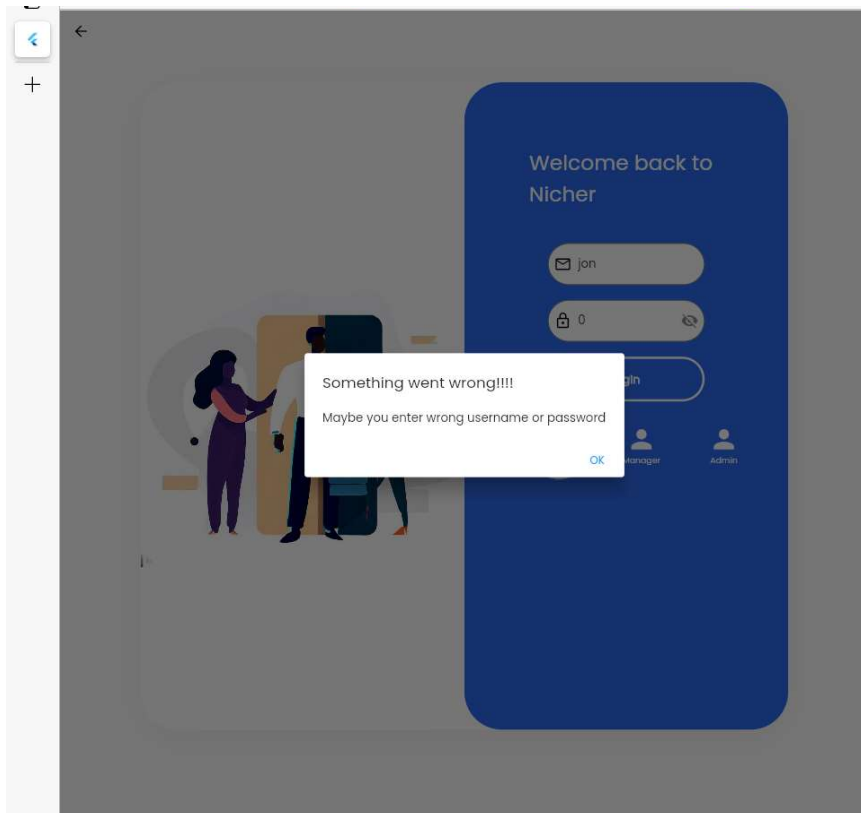 Welcome back to
Nicher
jon
0
Something went wrong!!!!
Maybe you enter wrong username or password
OK
gin
Manager
Admin